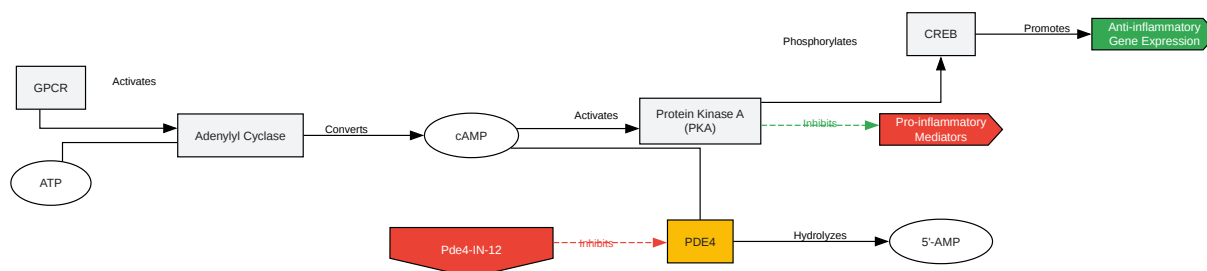 Anti-inflammatory
Gene Expression
Promotes
CREB
Phosphorylates
GPCR
Activates
Protein Kinase A
(PKA)
Activates
Pro-inflammatory
Mediators
Inhibits
Adenylyl Cyclase
Converts
cAMP
ATP
Pde4-IN-12
Inhibits
PDE4
Hydrolyzes
5'-AMP